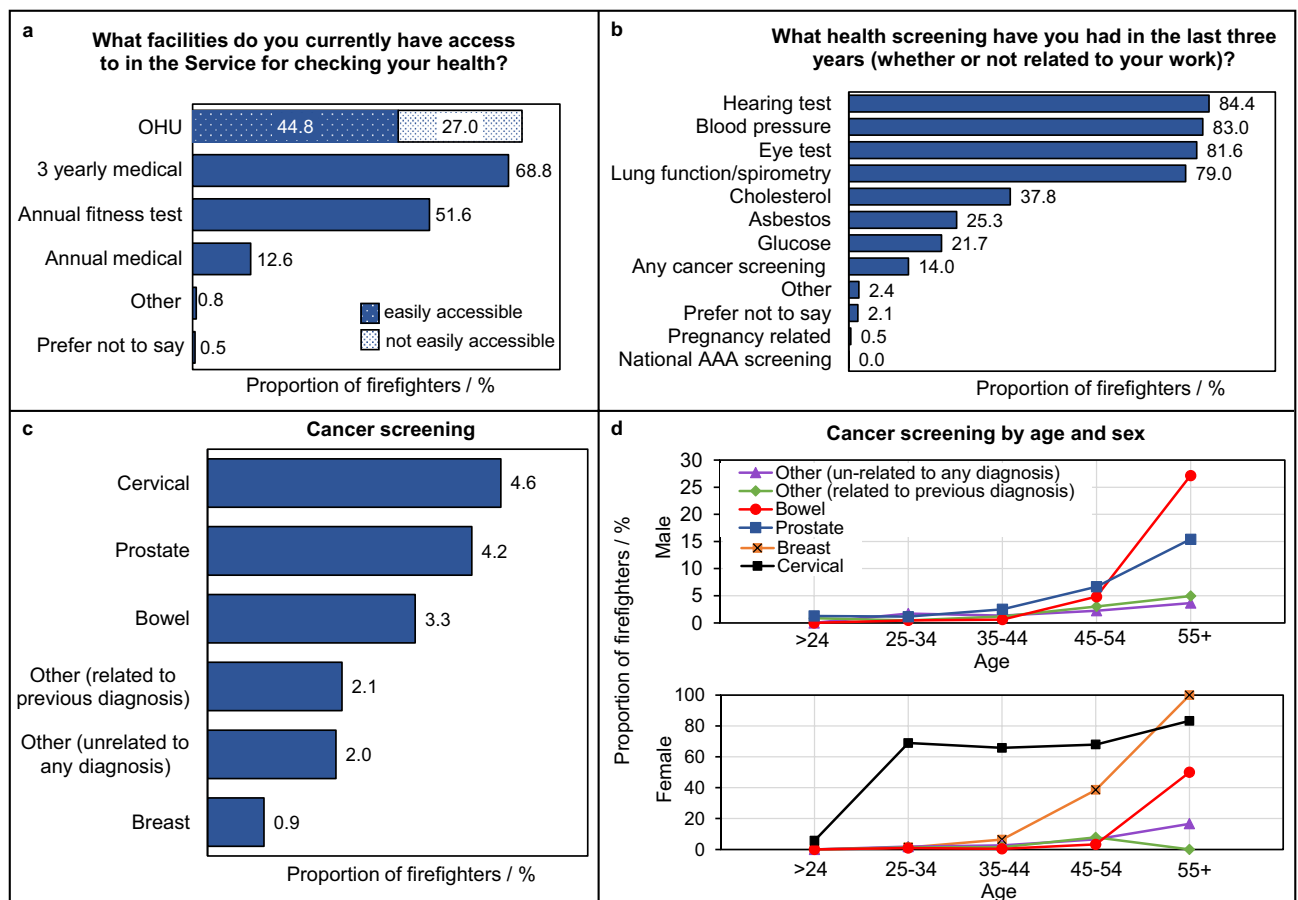 a
What facilities do you currently have access
to in the Service for checking your health?
OHU
44.8
27.0
3 yearly medical
68.8
Annual fitness test
51.6
Annual medical
12.6
Other
0.8
Prefer not to say
0.5
easily accessible
not easily accessible
Proportion of firefighters / %
b
What health screening have you had in the last three
years (whether or not related to your work)?
Hearing test
84.4
Blood pressure
83.0
Eye test
81.6
Lung function/spirometry
79.0
Cholesterol
37.8
Asbestos
25.3
Glucose
21.7
Any cancer screening
14.0
Other
2.4
Prefer not to say
2.1
Pregnancy related
0.5
National AAA screening
0.0
Proportion of firefighters / %
c
Cancer screening
Cervical
4.6
Prostate
4.2
Bowel
3.3
Other (related to
previous diagnosis)
2.1
Other (unrelated to
any diagnosis)
2.0
Breast
0.9
Proportion of firefighters / %
d
Cancer screening by age and sex
Proportion of firefighters / %
Male
30
25
20
15
10
5
0
Other (un-related to any diagnosis)
Other (related to previous diagnosis)
Bowel
Prostate
Breast
Cervical
>24
25-34
35-44
45-54
55+
Age
Female
100
80
60
40
20
0
>24
25-34
35-44
45-54
55+
Age